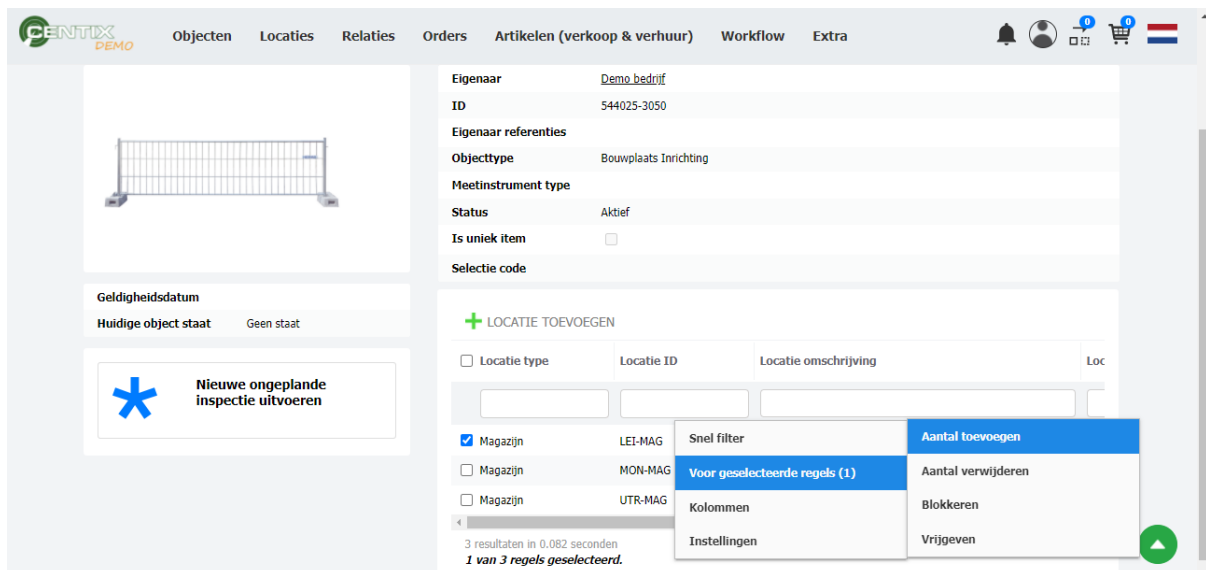 CENTIX
DEMO
Objecten Locaties Relaties Orders Artikelen (verkoop & verhuur) Workflow Extra 0 0
Eigenaar Demo bedrijf
ID 544025-3050
Eigenaar referenties
Objecttype Bouwplaats Inrichting
Meetinstrument type
Status Aktief
Is uniek item
Selectie code
Geldigheidsdatum
Huidige object staat Geen staat
Nieuwe ongeplande
inspectie uitvoeren
LOCATIE TOEVOEGEN
Locatie type Locatie ID Locatie omschrijving Loc
Magazijn LEI-MAG
Magazijn MON-MAG
Magazijn UTR-MAG
Snel filter
Voor geselecteerde regels (1)
Kolommen
Instellingen
Aantal toevoegen
Aantal verwijderen
Blokkeren
Vrijgeven
3 resultaten in 0.082 seconden
1 van 3 regels geselecteerd.